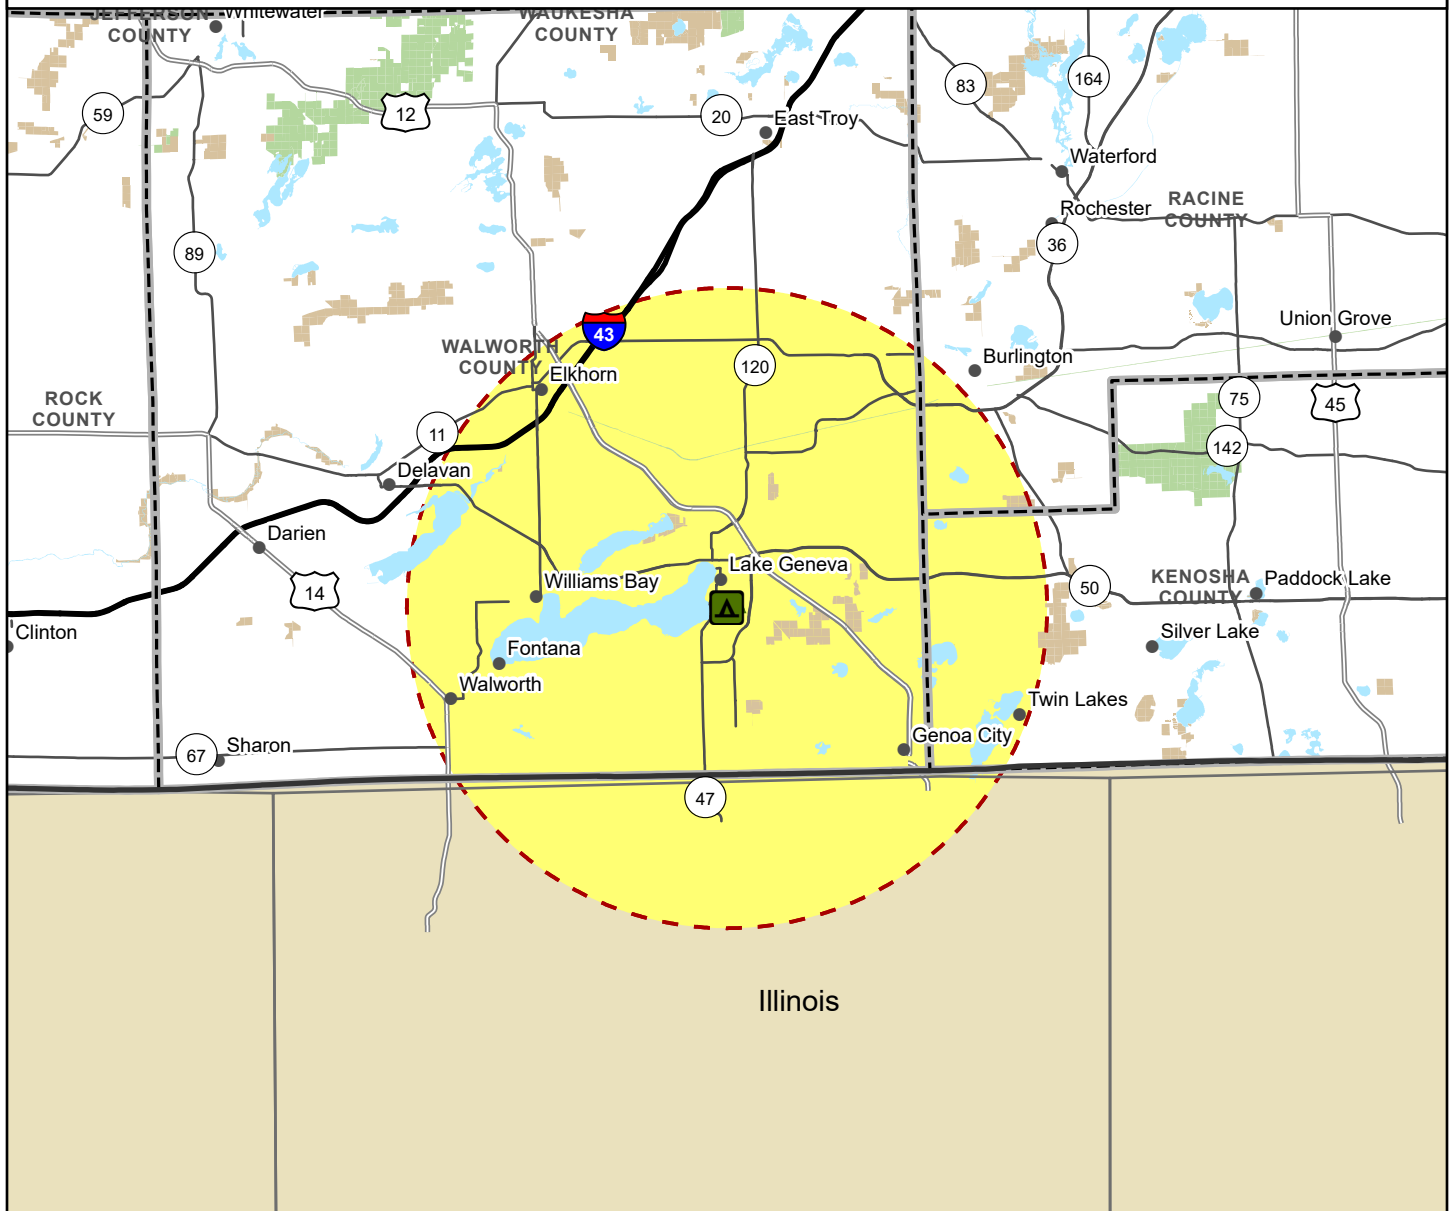 JEFFERSON
COUNTY
Whitewater
WAUKESHA
COUNTY
59
12
20
East Troy
83
164
Waterford
Rochester
RACINE
COUNTY
36
89
43
WALWORTH
COUNTY
Elkhorn
120
Burlington
Union Grove
ROCK
COUNTY
11
75
45
142
Delavan
Darien
14
Williams Bay
Lake Geneva
50
KENOSHA
COUNTY
Paddock Lake
Clinton
Fontana
Silver Lake
Walworth
Twin Lakes
67
Sharon
Genoa City
47
Illinois